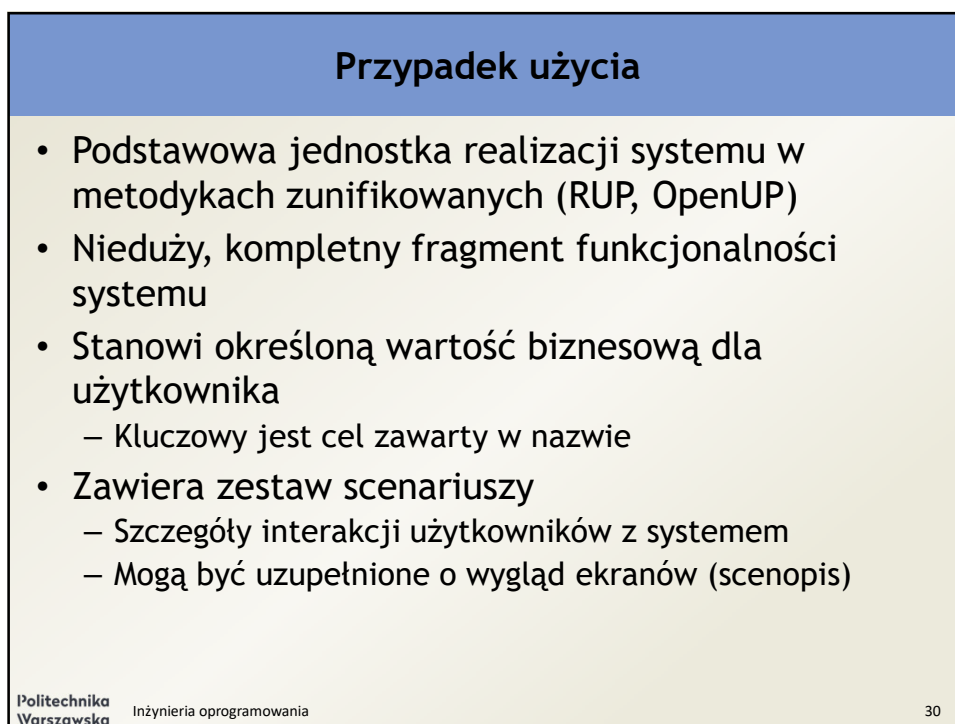 Przypadek użycia
• Podstawowa jednostka realizacji systemu w
metodykach zunifikowanych (RUP, OpenUP)
• Nieduży, kompletny fragment funkcjonalności
systemu
• Stanowi określoną wartość biznesową dla
użytkownika
– Kluczowy jest cel zawarty w nazwie
• Zawiera zestaw scenariuszy
– Szczegóły interakcji użytkowników z systemem
– Mogą być uzupełnione o wygląd ekranów (scenopis)
Politechnika
Warszawska
Inżynieria oprogramowania
30